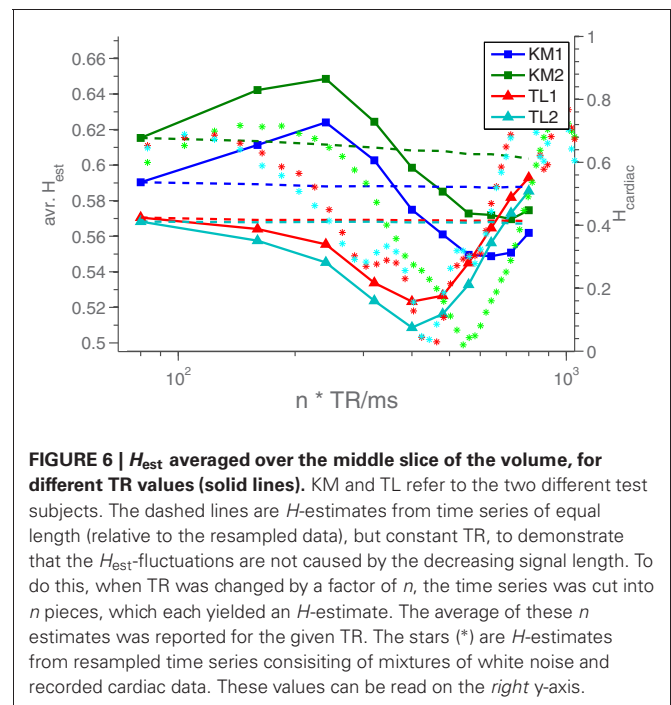 0.66
0.64
0.62
0.6
0.58
0.56
0.54
0.52
0.5
avr. H_est
1
0.8
0.6
0.4
0.2
0
H_cardiac
KM1
KM2
TL1
TL2
10^2
10^3
n * TR/ms
FIGURE 6 | H_est averaged over the middle slice of the volume, for
different TR values (solid lines). KM and TL refer to the two different test
subjects. The dashed lines are H-estimates from time series of equal
length (relative to the resampled data), but constant TR, to demonstrate
that the H_est-fluctuations are not caused by the decreasing signal length. To
do this, when TR was changed by a factor of n, the time series was cut into
n pieces, which each yielded an H-estimate. The average of these n
estimates was reported for the given TR. The stars (*) are H-estimates
from resampled time series consisiting of mixtures of white noise and
recorded cardiac data. These values can be read on the right y-axis.